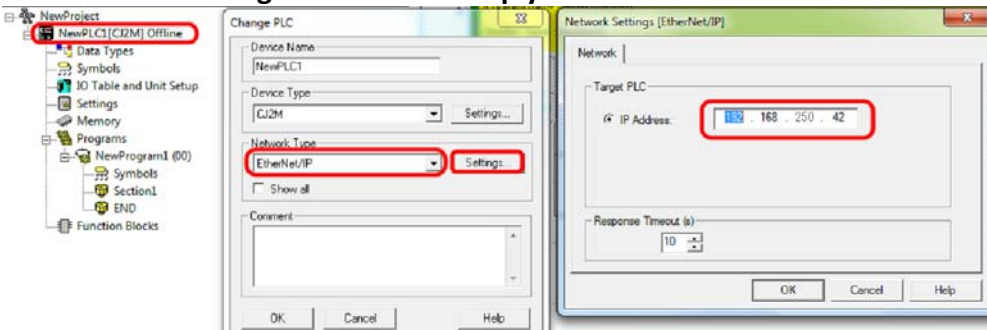 NewProject
NewPLC1[CJ2M] Offline
Data Types
Symbols
IO Table and Unit Setup
Settings
Memory
Programs
NewProgram1 (00)
Symbols
Section1
END
Function Blocks
Change PLC
Device Name
NewPLC1
Device Type
CJ2M
Settings...
Network Type
EtherNet/IP
Settings...
Show all
Comment
OK Cancel Help
Network Settings [EtherNet/IP]
Network
Target PLC
IP Address: 192 . 168 . 250 . 42
Response Timeout (s)
10
OK Cancel Help